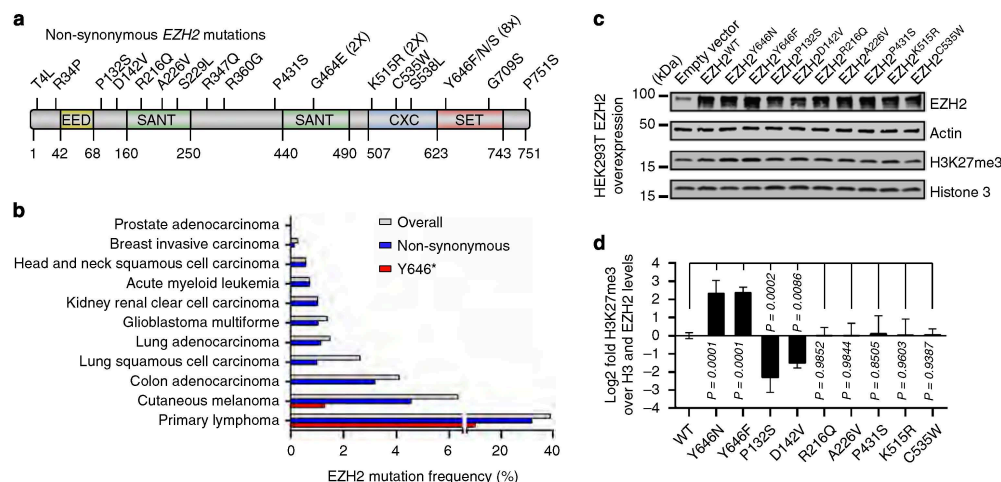 a
Non-synonymous EZH2 mutations
T4L R34P P132S D142V R216Q A226V S229L R347Q R360G P431S G464E (2X) K515R (2X) C535W S538L Y646F/N/S (8x) G709S P751S
EED SANT SANT CXC SET
1 42 68 160 250 440 490 507 623 743 751
b
Overall
Non-synonymous
Y646*
Prostate adenocarcinoma
Breast invasive carcinoma
Head and neck squamous cell carcinoma
Acute myeloid leukemia
Kidney renal clear cell carcinoma
Glioblastoma multiforme
Lung adenocarcinoma
Lung squamous cell carcinoma
Colon adenocarcinoma
Cutaneous melanoma
Primary lymphoma
0 2 4 6 20 40
EZH2 mutation frequency (%)
c
(kDa) Empty vector EZH2WT EZH2Y646N EZH2Y646F EZH2P132S EZH2D142V EZH2R216Q EZH2A226V EZH2P431S EZH2K515R EZH2C535W
HEK293T EZH2
overexpression
100 EZH2
50 Actin
15 H3K27me3
15 Histone 3
d
Log2 fold H3K27me3
over H3 and EZH2 levels
4
3
2
1
0
−1
−2
−3
−4
P = 0.0001
P = 0.0001
P = 0.0002
P = 0.0086
P = 0.9852
P = 0.9844
P = 0.8505
P = 0.9603
P = 0.9387
WT Y646N Y646F P132S D142V R216Q A226V P431S K515R C535W